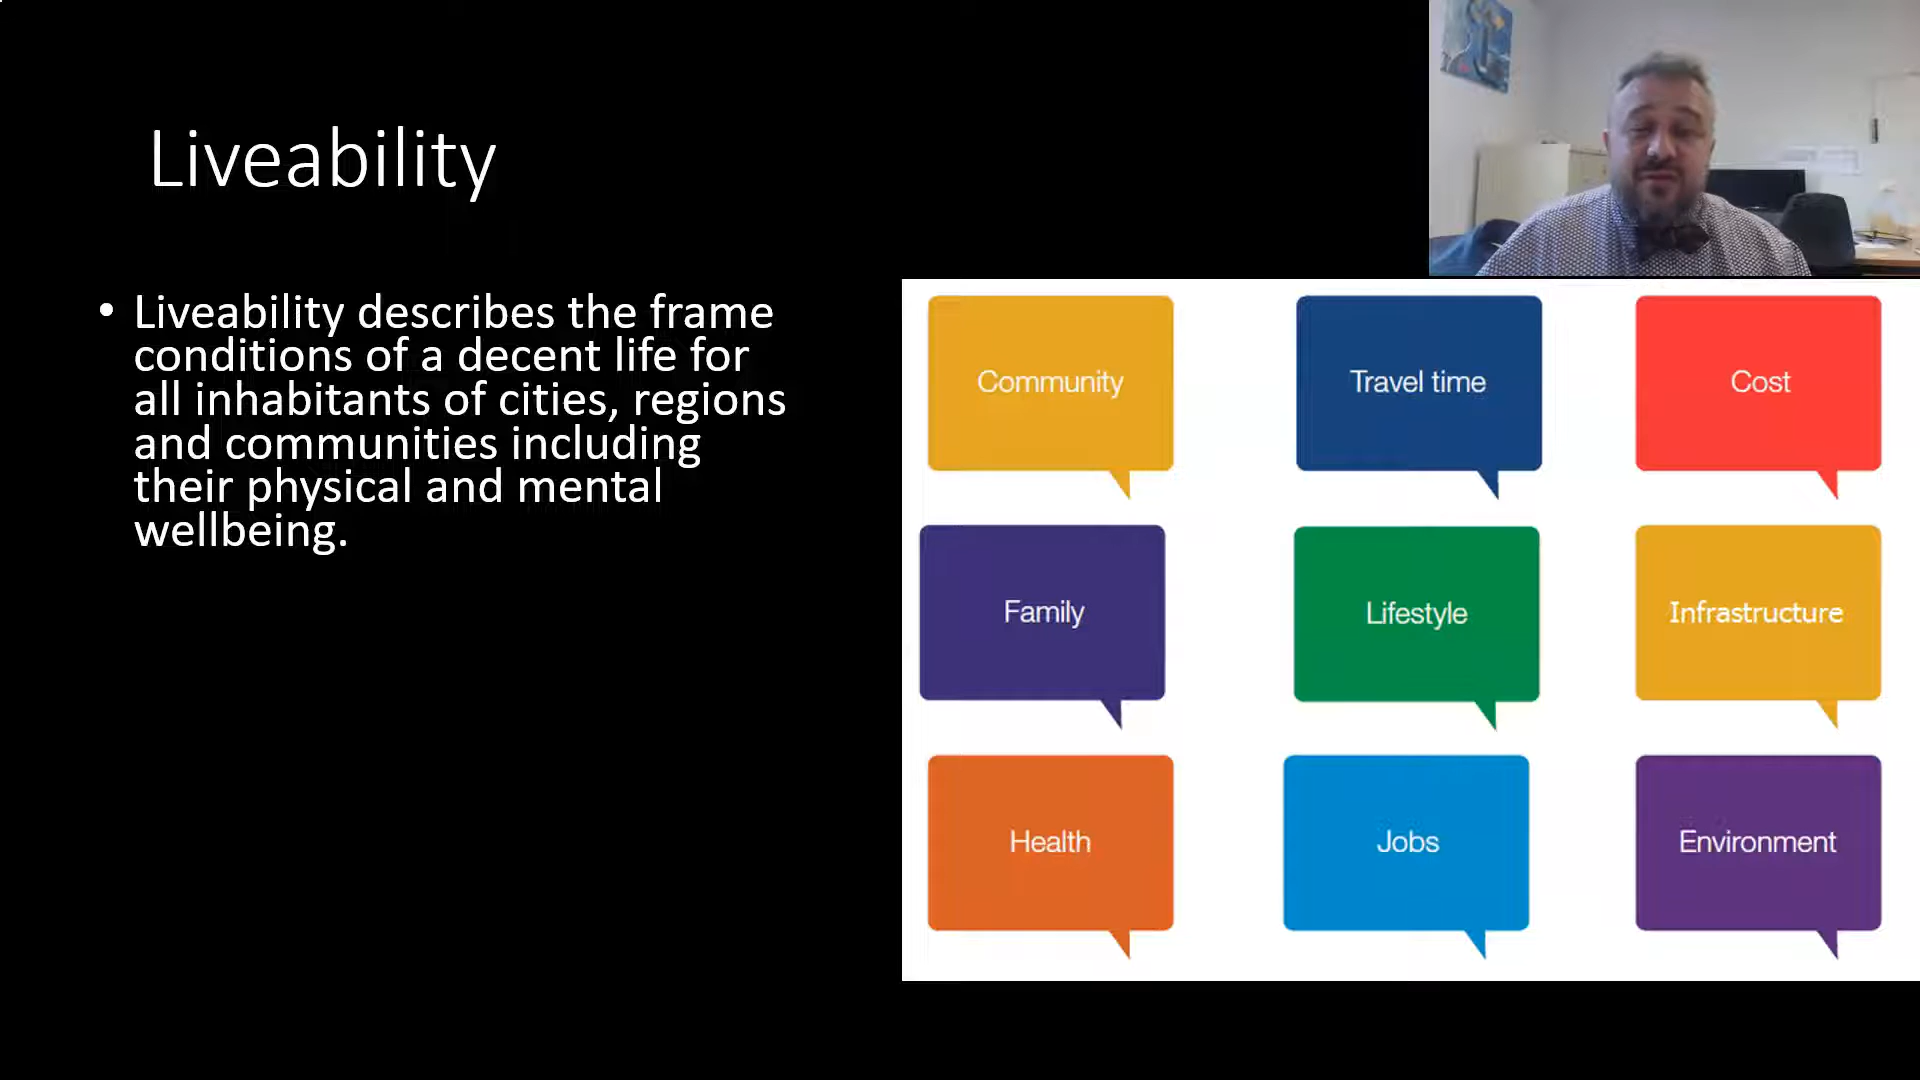 Liveability
• Liveability describes the frame
conditions of a decent life for
all inhabitants of cities, regions
and communities including
their physical and mental
wellbeing.
Community
Travel time
Cost
Family
Lifestyle
Infrastructure
Health
Jobs
Environment